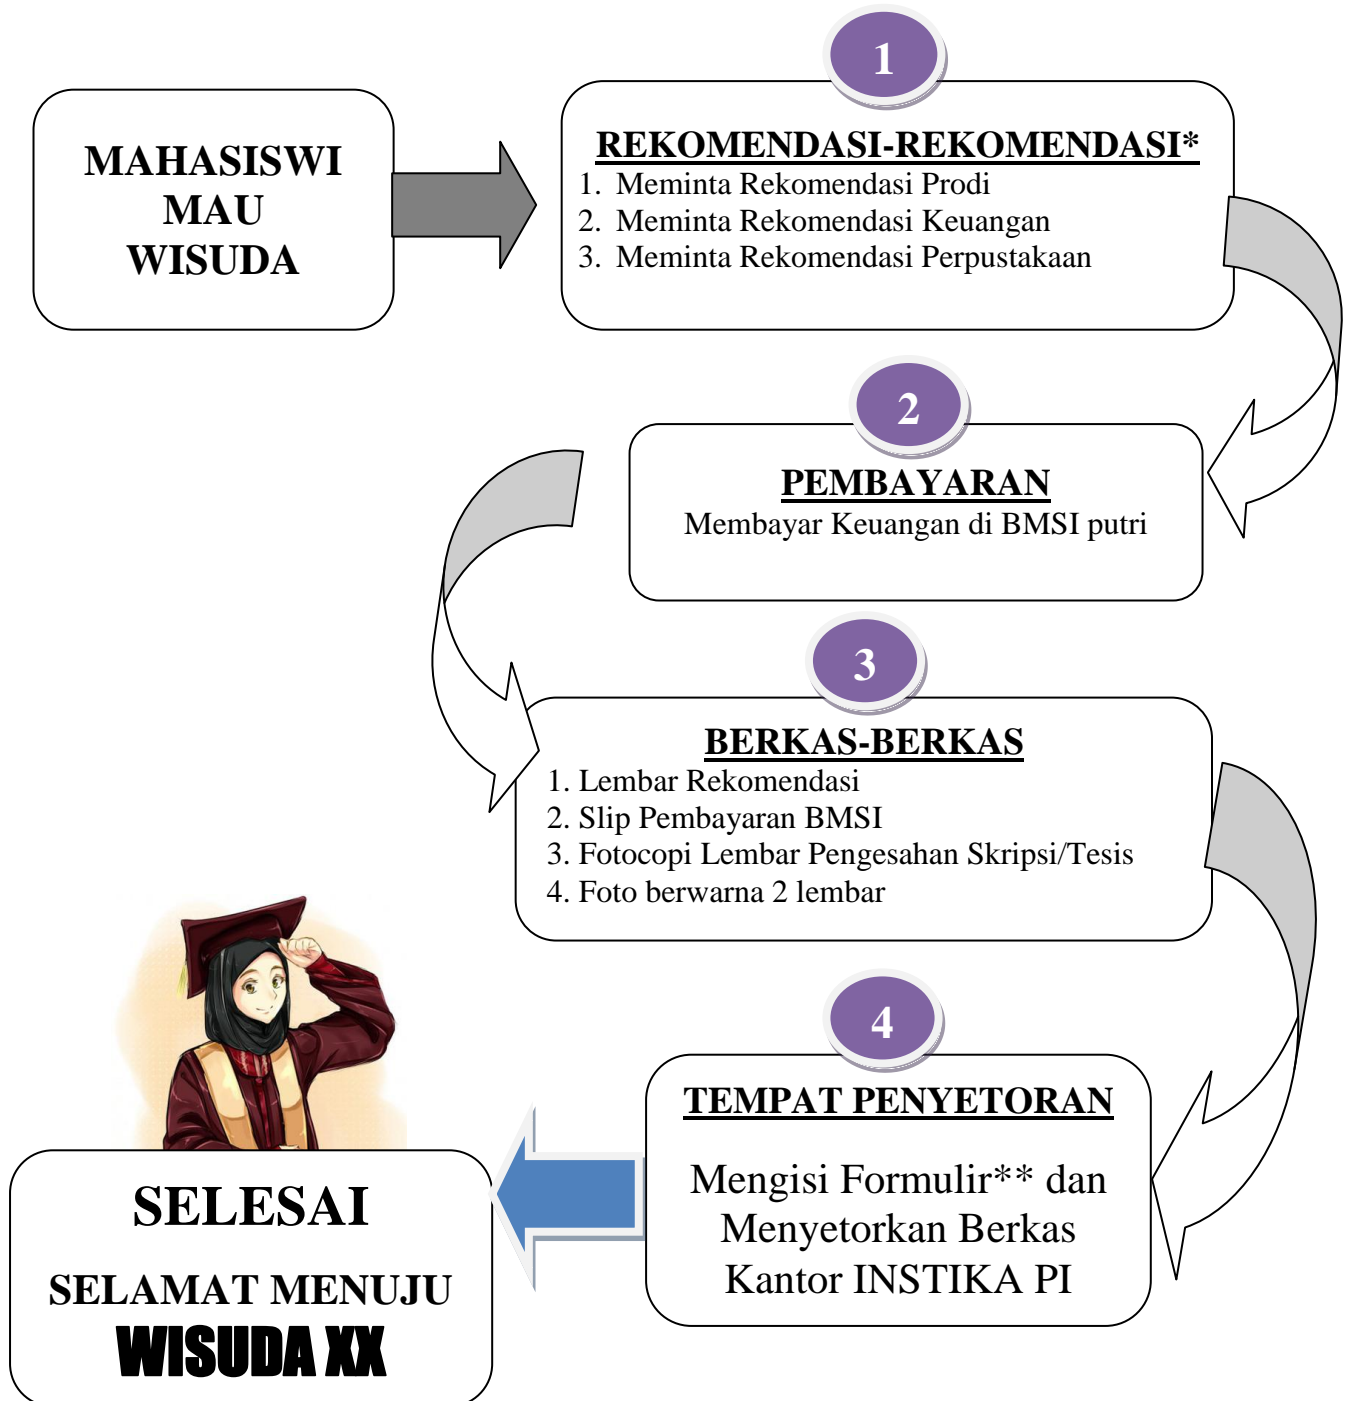 MAHASISWI
MAU
WISUDA
1
REKOMENDASI-REKOMENDASI*
1. Meminta Rekomendasi Prodi
2. Meminta Rekomendasi Keuangan
3. Meminta Rekomendasi Perpustakaan
2
PEMBAYARAN
Membayar Keuangan di BMSI putri
3
BERKAS-BERKAS
1. Lembar Rekomendasi
2. Slip Pembayaran BMSI
3. Fotocopi Lembar Pengesahan Skripsi/Tesis
4. Foto berwarna 2 lembar
4
TEMPAT PENYETORAN
Mengisi Formulir** dan
Menyetorkan Berkas
Kantor INSTIKA PI
SELESAI
SELAMAT MENUJU
WISUDA XX